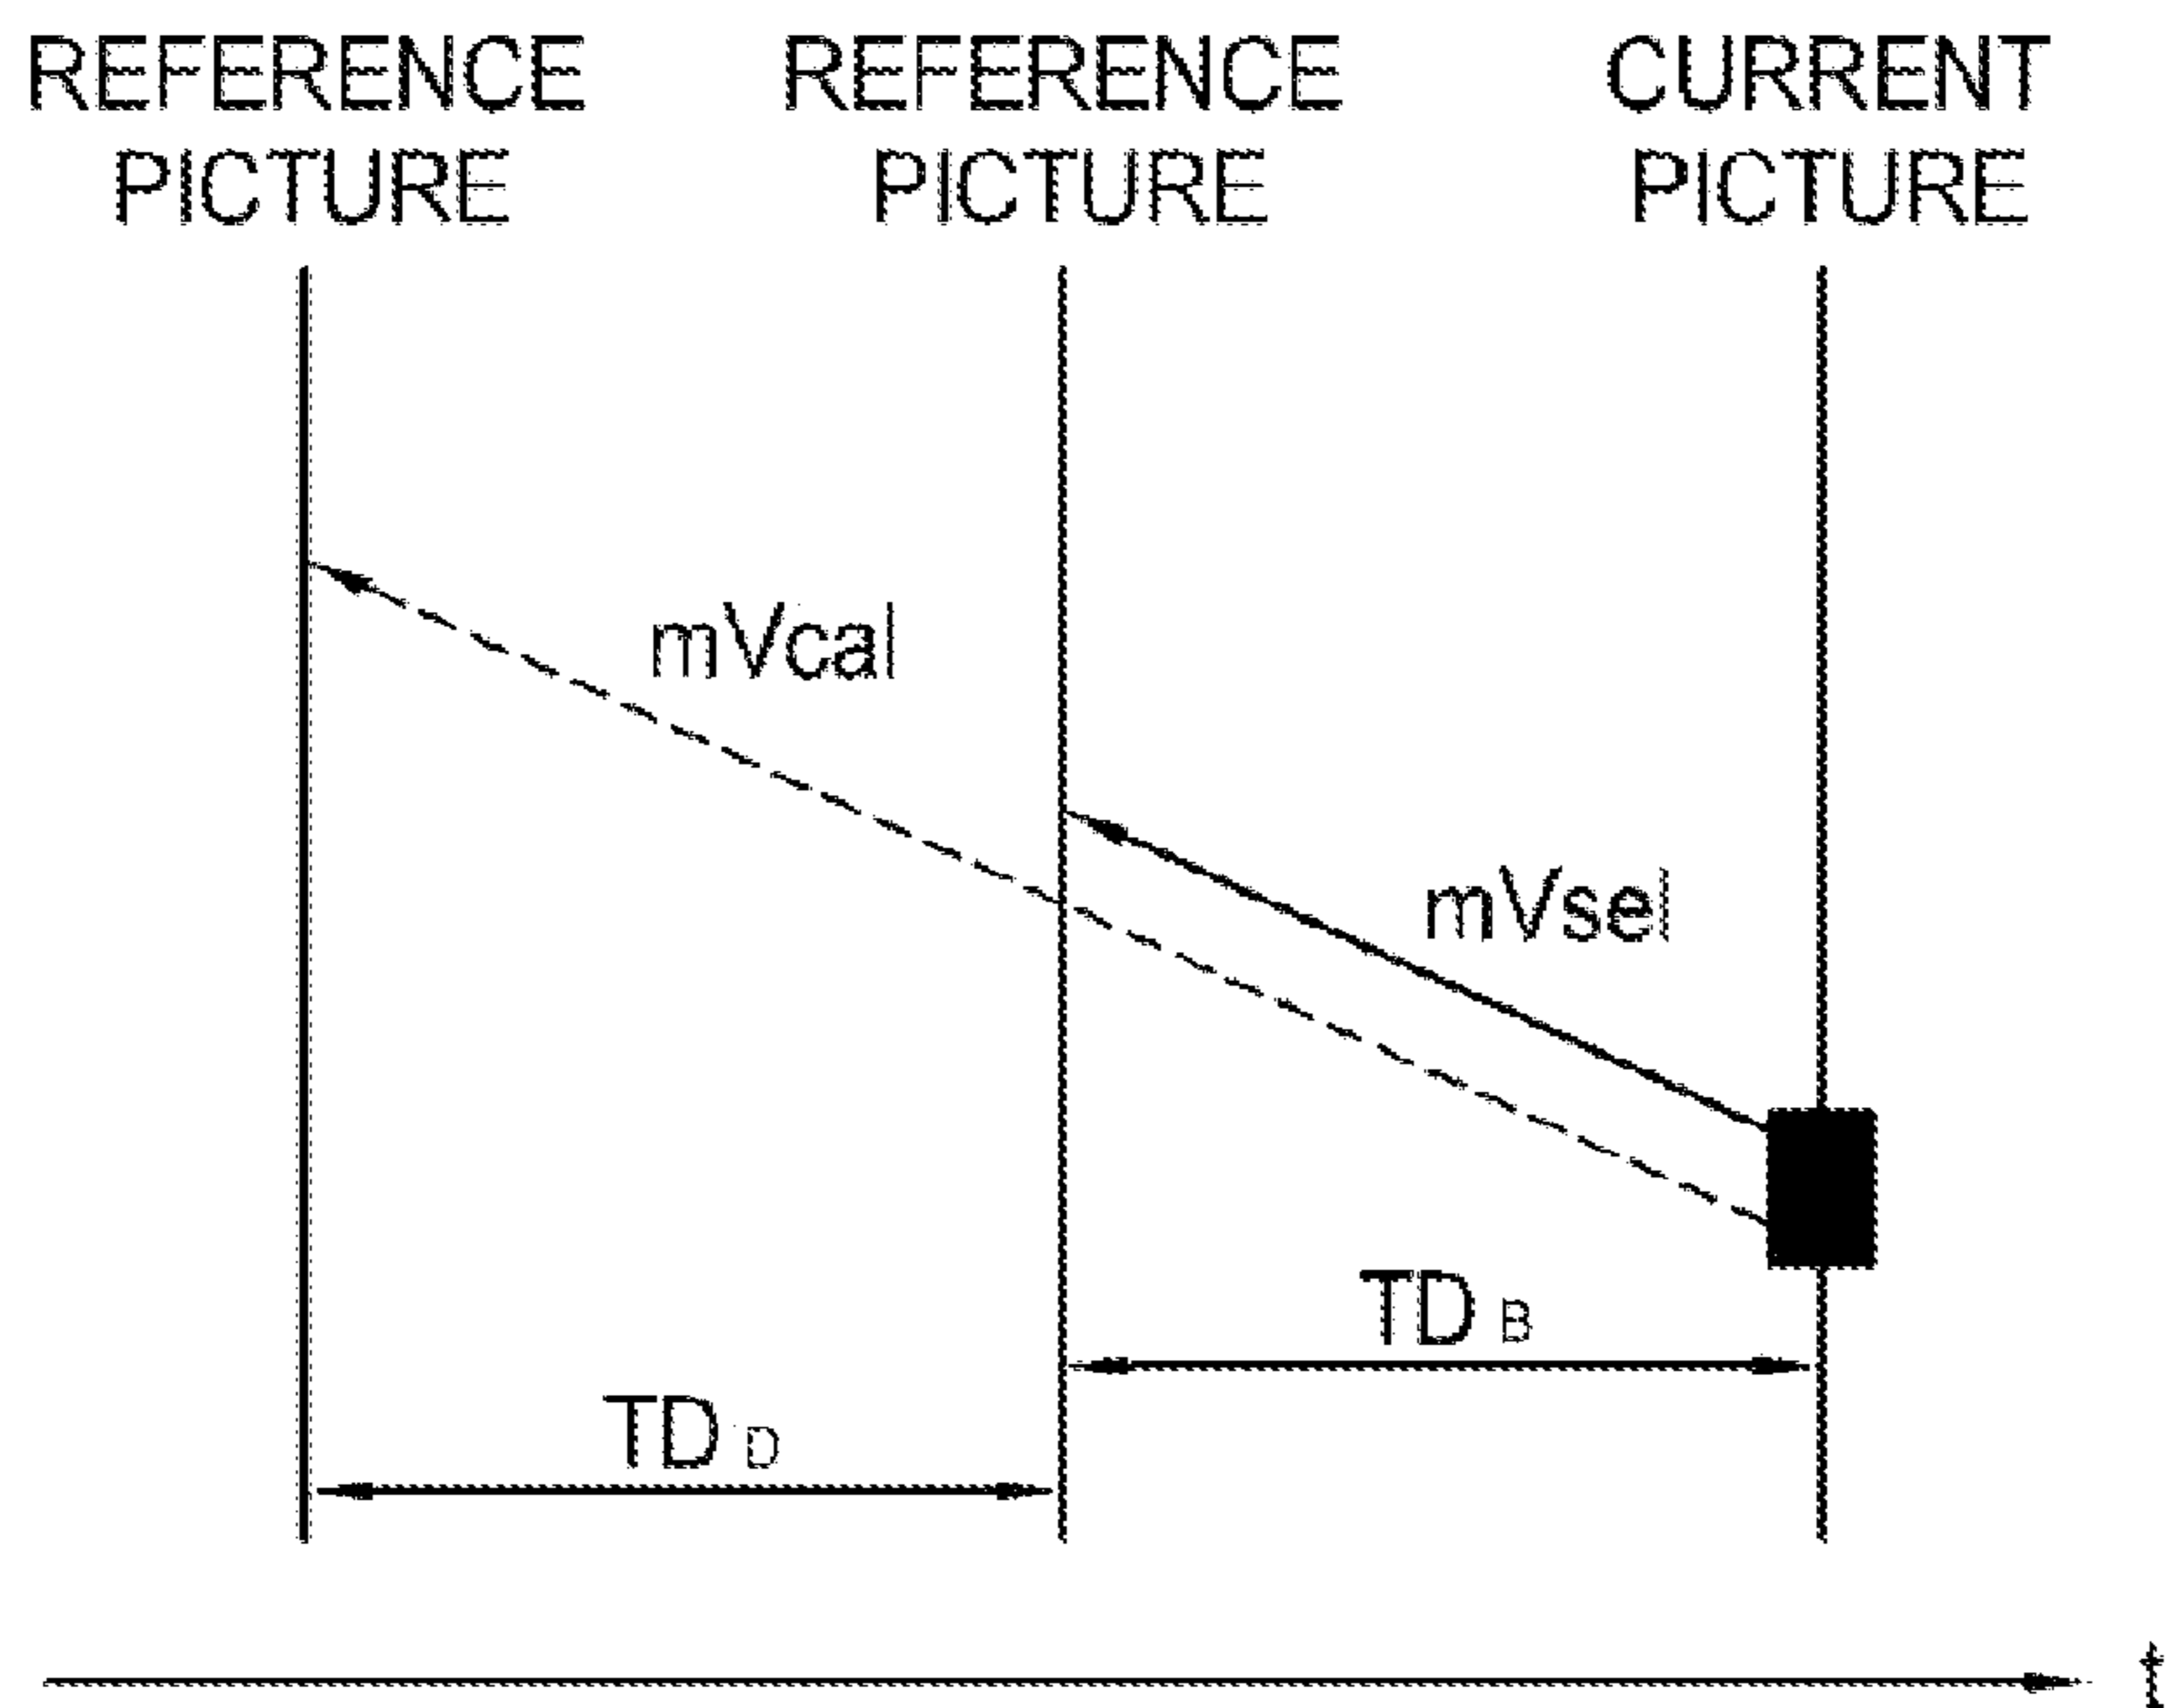 REFERENCE PICTURE
REFERENCE PICTURE
CURRENT PICTURE
mVcal
mVsel
TD B
TD D
t